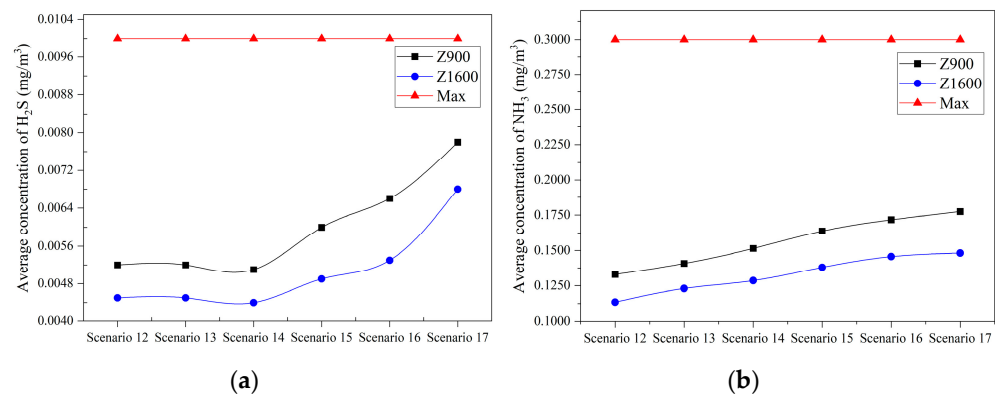 Average concentration of H₂S (mg/m³)
0.0104
0.0096
0.0088
0.0080
0.0072
0.0064
0.0056
0.0048
0.0040
Z900
Z1600
Max
Scenario 12 Scenario 13 Scenario 14 Scenario 15 Scenario 16 Scenario 17
(a)
Average concentration of NH₃ (mg/m³)
0.3000
0.2750
0.2500
0.2250
0.2000
0.1750
0.1500
0.1250
0.1000
Z900
Z1600
Max
Scenario 12 Scenario 13 Scenario 14 Scenario 15 Scenario 16 Scenario 17
(b)